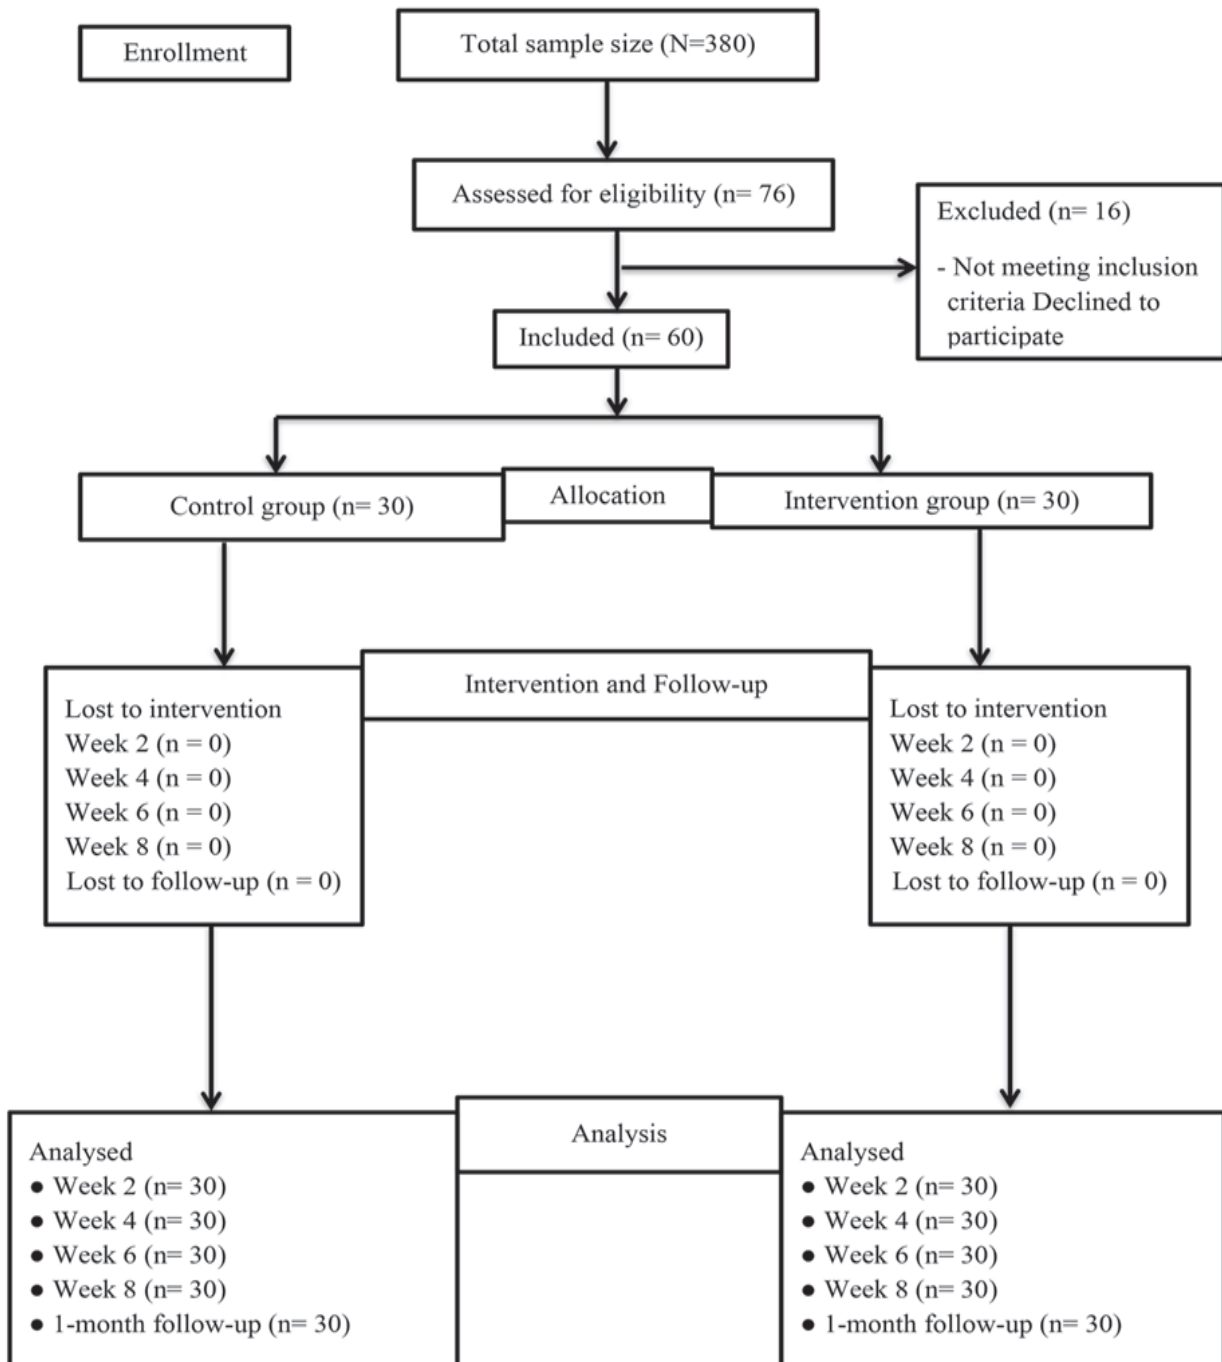 Enrollment
Total sample size (N=380)
Assessed for eligibility (n= 76)
Excluded (n= 16)
- Not meeting inclusion
criteria Declined to
participate
Included (n= 60)
Control group (n= 30)
Allocation
Intervention group (n= 30)
Intervention and Follow-up
Lost to intervention
Week 2 (n = 0)
Week 4 (n = 0)
Week 6 (n = 0)
Week 8 (n = 0)
Lost to follow-up (n = 0)
Lost to intervention
Week 2 (n = 0)
Week 4 (n = 0)
Week 6 (n = 0)
Week 8 (n = 0)
Lost to follow-up (n = 0)
Analysis
Analysed
● Week 2 (n= 30)
● Week 4 (n= 30)
● Week 6 (n= 30)
● Week 8 (n= 30)
● 1-month follow-up (n= 30)
Analysed
● Week 2 (n= 30)
● Week 4 (n= 30)
● Week 6 (n= 30)
● Week 8 (n= 30)
● 1-month follow-up (n= 30)